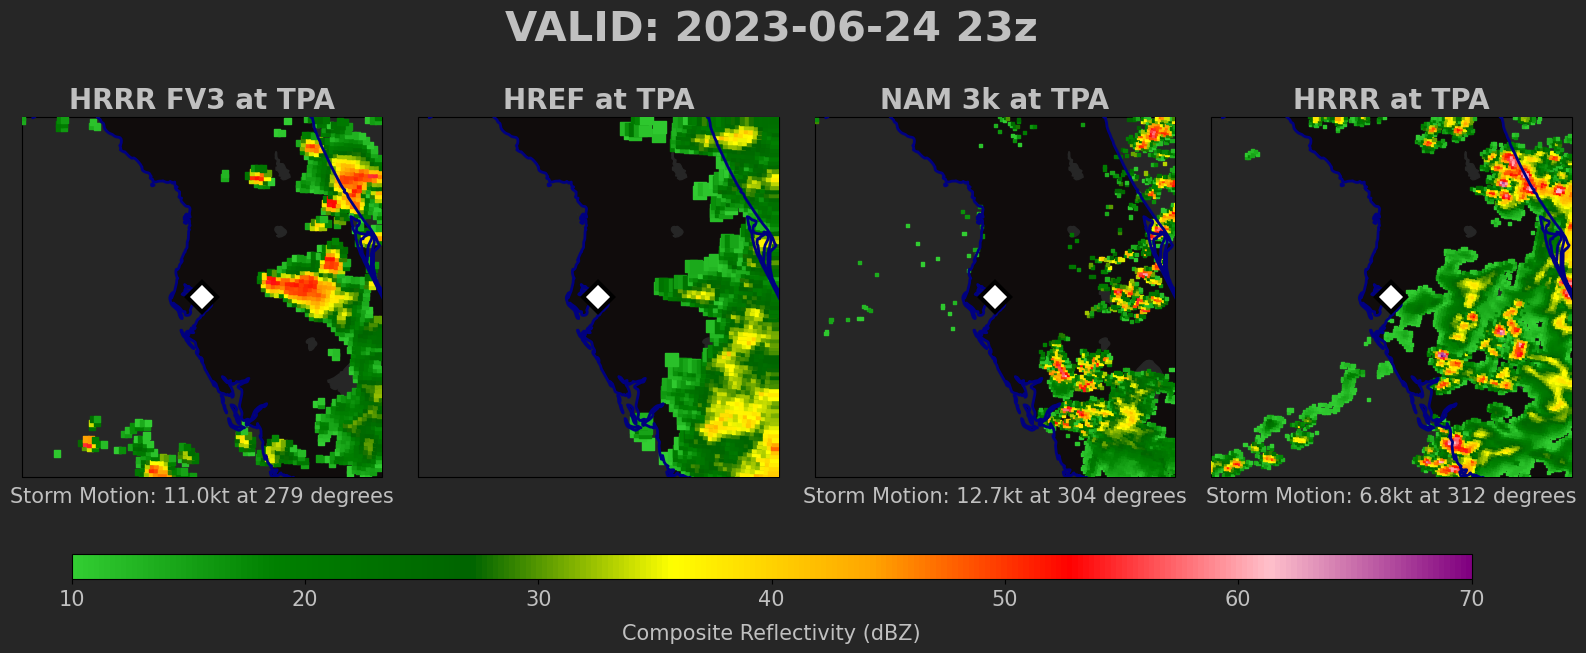 VALID: 2023-06-24 23z
HRRR FV3 at TPA
HREF at TPA
NAM 3k at TPA
HRRR at TPA
Storm Motion: 11.0kt at 279 degrees
Storm Motion: 12.7kt at 304 degrees
Storm Motion: 6.8kt at 312 degrees
10 20 30 40 50 60 70
Composite Reflectivity (dBZ)